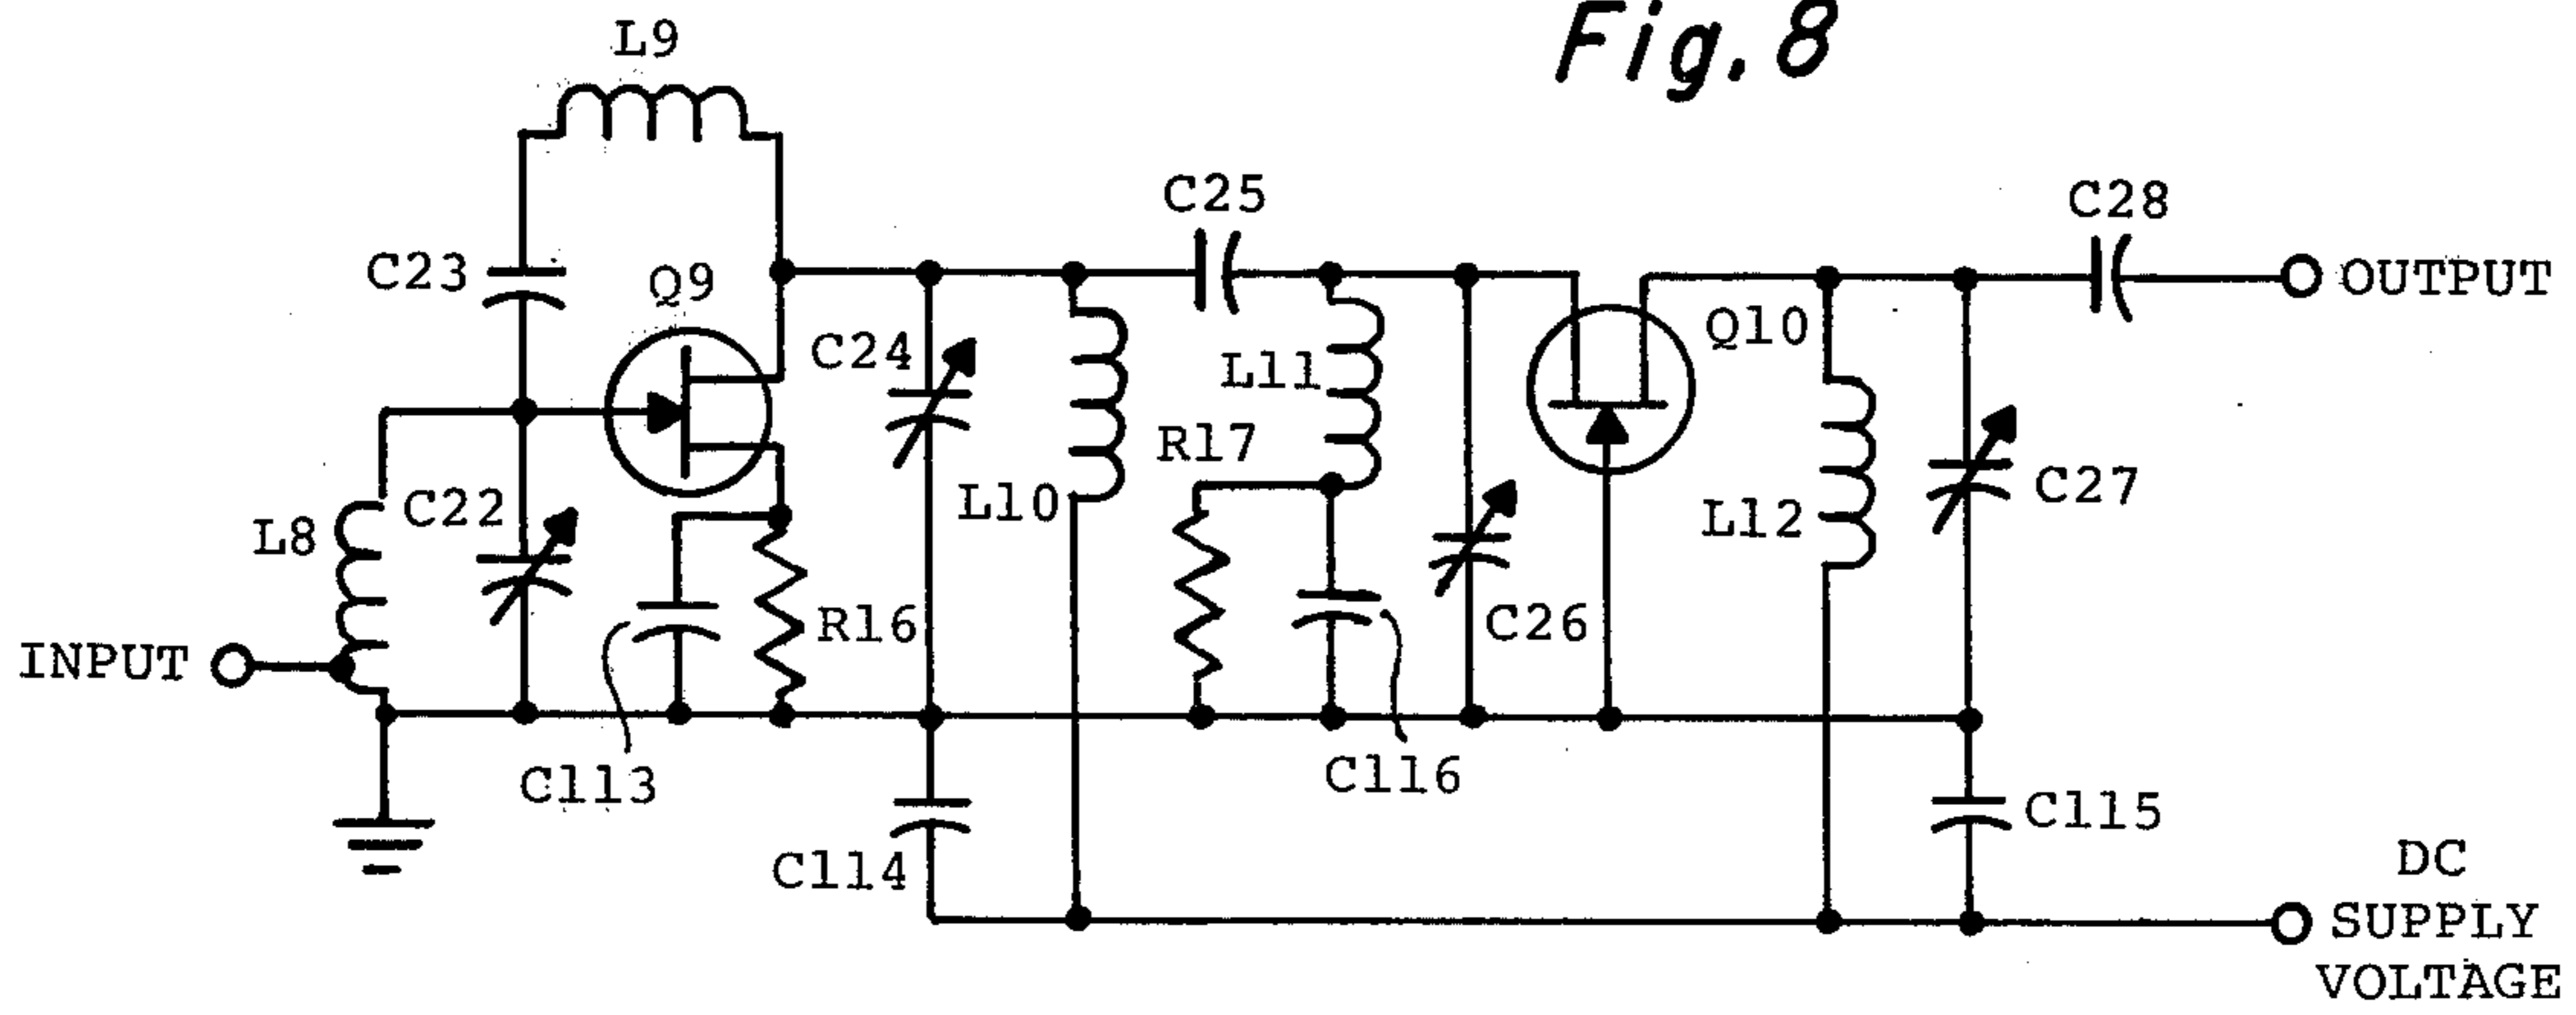 Fig. 8
L9
C25
C28
C23
Q9
OUTPUT
C24
Q10
L11
R17
C27
L10
L8
C22
L12
R16
C26
INPUT
C113
C116
C115
C114
DC
SUPPLY
VOLTAGE